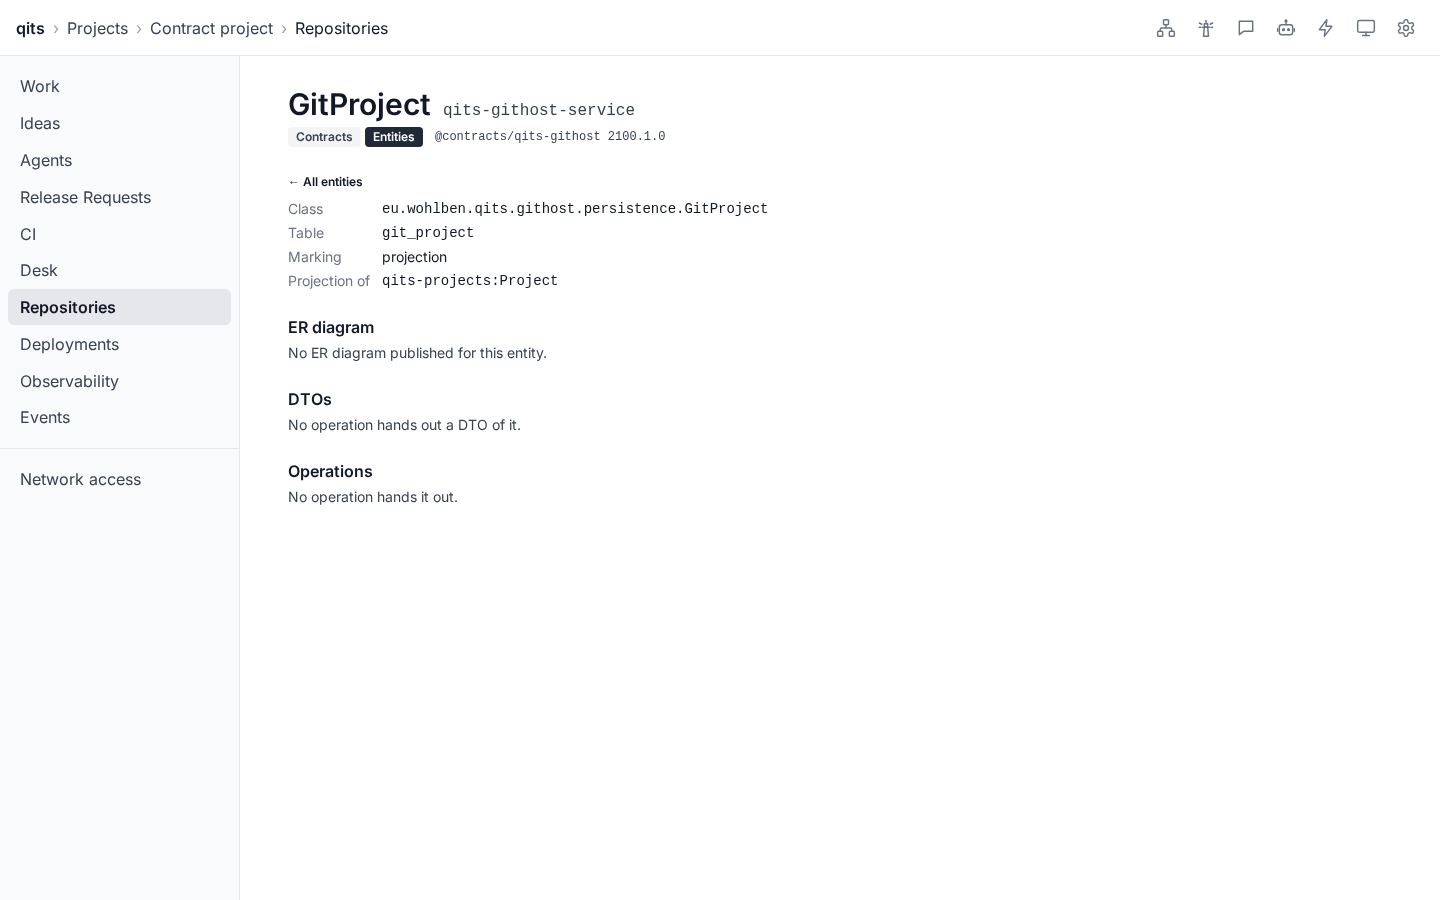 qits › Projects › Contract project › Repositories
Work
Ideas
Agents
Release Requests
CI
Desk
Repositories
Deployments
Observability
Events
Network access
GitProject qits-githost-service
Contracts Entities @contracts/qits-githost 2100.1.0
← All entities
Class eu.wohlben.qits.githost.persistence.GitProject
Table git_project
Marking projection
Projection of qits-projects:Project
ER diagram
No ER diagram published for this entity.
DTOs
No operation hands out a DTO of it.
Operations
No operation hands it out.